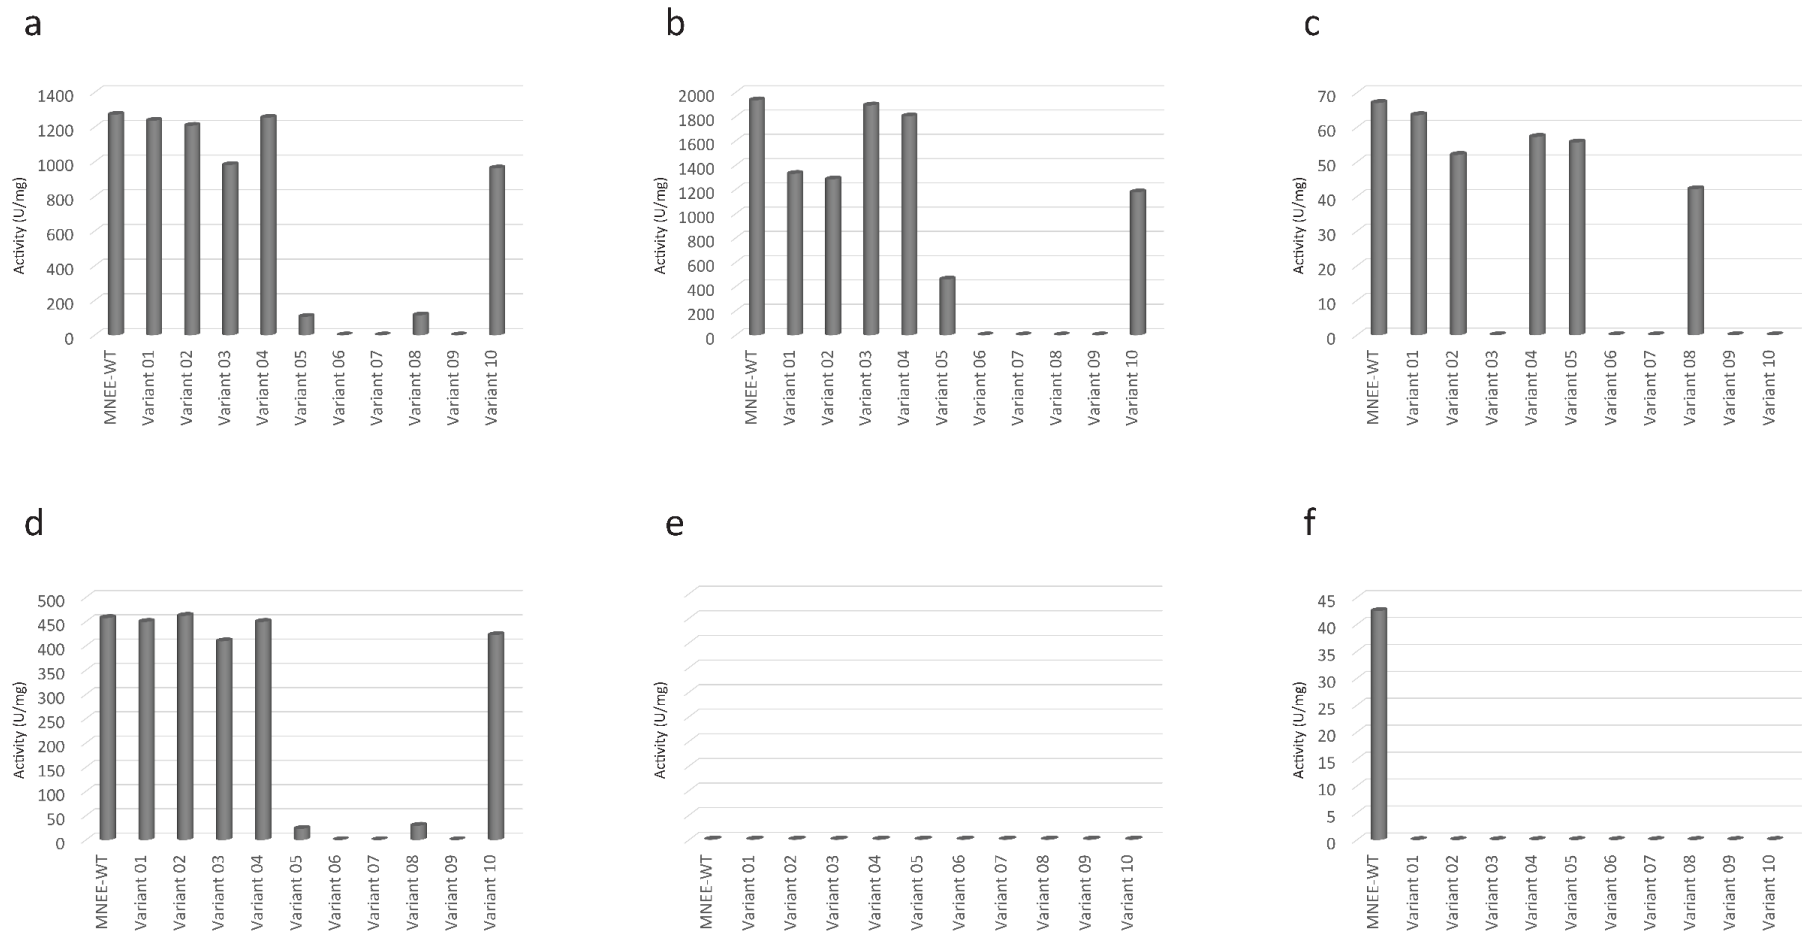 a
Activity (U/mg)
1400
1200
1000
800
600
400
200
0
MNEE-WT
Variant 01
Variant 02
Variant 03
Variant 04
Variant 05
Variant 06
Variant 07
Variant 08
Variant 09
Variant 10
b
Activity (U/mg)
2000
1800
1600
1400
1200
1000
800
600
400
200
0
MNEE-WT
Variant 01
Variant 02
Variant 03
Variant 04
Variant 05
Variant 06
Variant 07
Variant 08
Variant 09
Variant 10
c
Activity (U/mg)
70
60
50
40
30
20
10
0
MNEE-WT
Variant 01
Variant 02
Variant 03
Variant 04
Variant 05
Variant 06
Variant 07
Variant 08
Variant 09
Variant 10
d
Activity (U/mg)
500
450
400
350
300
250
200
150
100
50
0
MNEE-WT
Variant 01
Variant 02
Variant 03
Variant 04
Variant 05
Variant 06
Variant 07
Variant 08
Variant 09
Variant 10
e
Activity (U/mg)
MNEE-WT
Variant 01
Variant 02
Variant 03
Variant 04
Variant 05
Variant 06
Variant 07
Variant 08
Variant 09
Variant 10
f
Activity (U/mg)
45
40
35
30
25
20
15
10
5
0
MNEE-WT
Variant 01
Variant 02
Variant 03
Variant 04
Variant 05
Variant 06
Variant 07
Variant 08
Variant 09
Variant 10